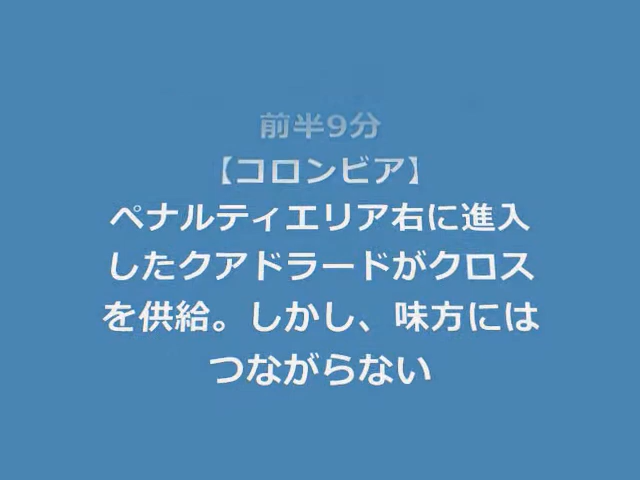 前半9分
【コロンビア】
ペナルティエリア右に進入
したクアドラードがクロス
を供給。しかし、味方には
つながらない